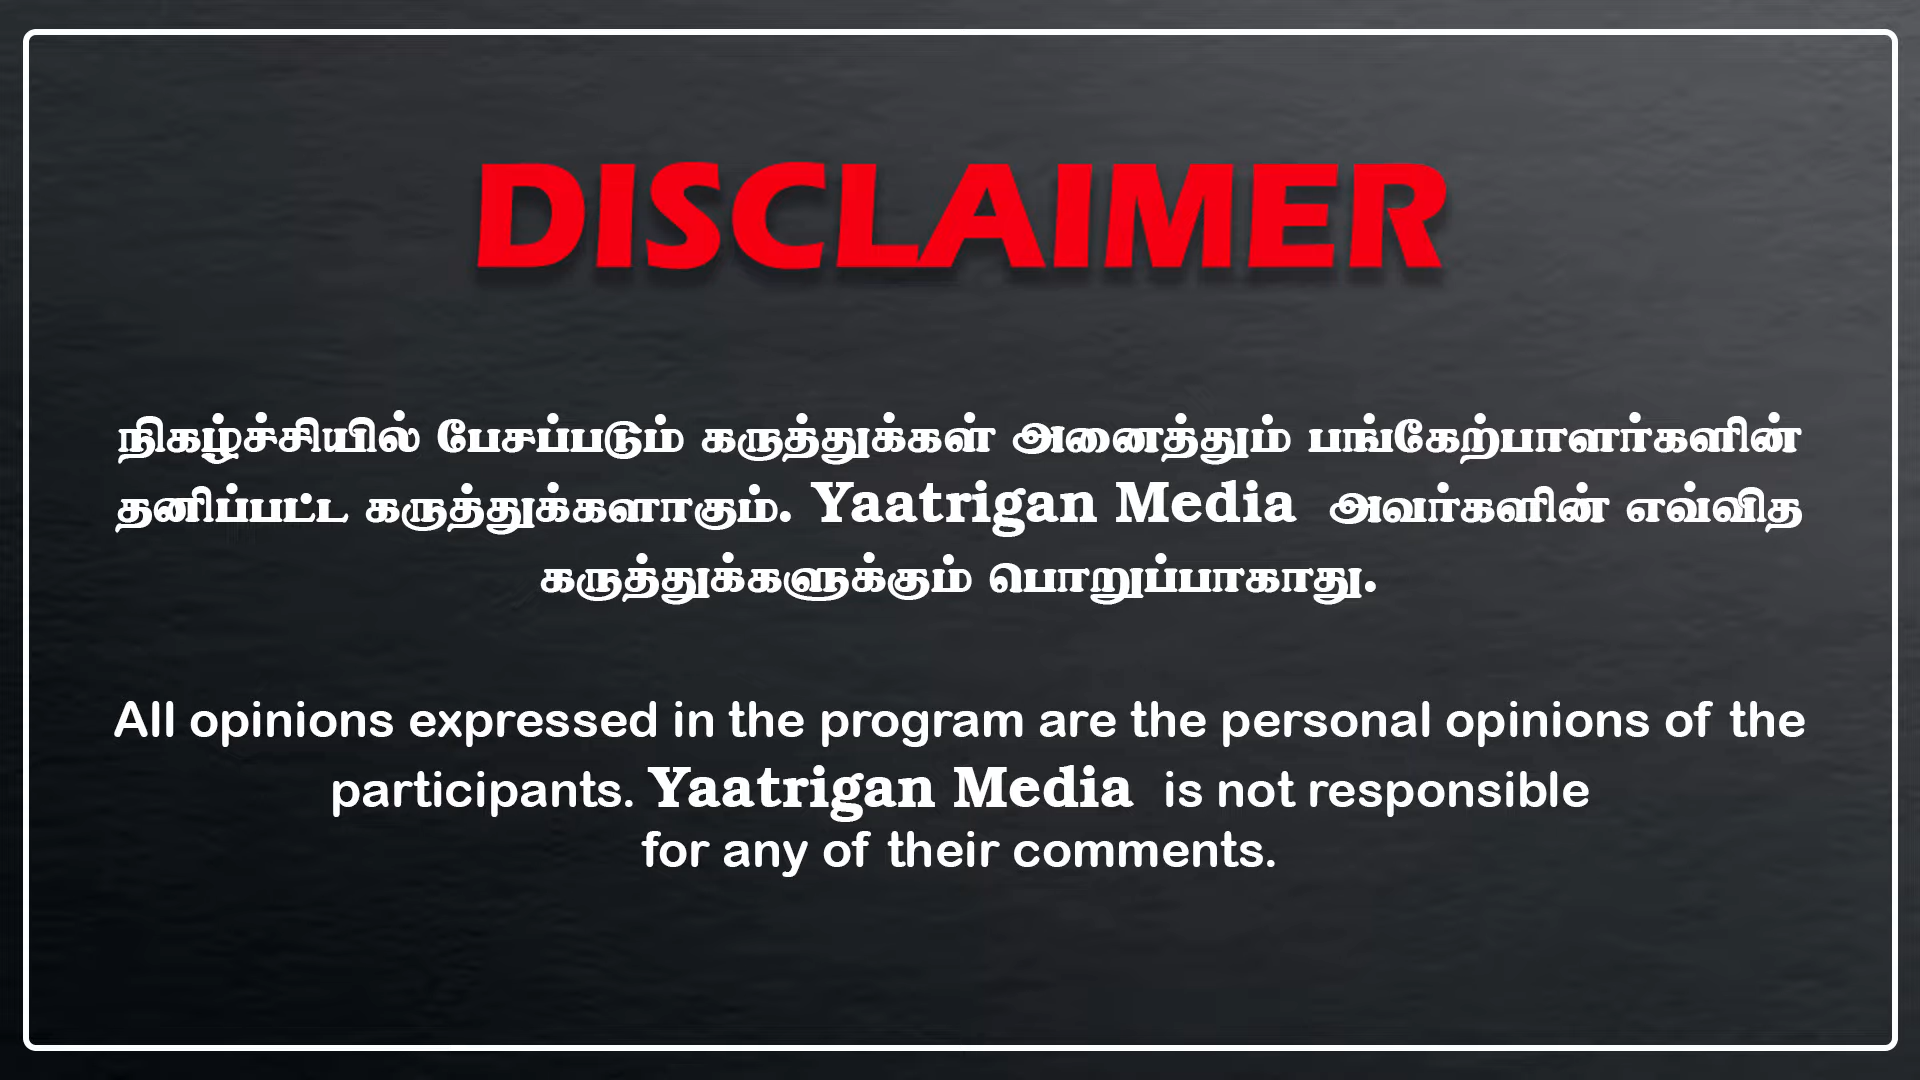 DISCLAIMER
நிகழ்ச்சியில் பேசப்படும் கருத்துக்கள் அனைத்தும் பங்கேற்பாளர்களின்
தனிப்பட்ட கருத்துக்களாகும். Yaatrigan Media அவர்களின் எவ்வித
கருத்துக்களுக்கும் பொறுப்பாகாது.
All opinions expressed in the program are the personal opinions of the
participants. Yaatrigan Media is not responsible
for any of their comments.